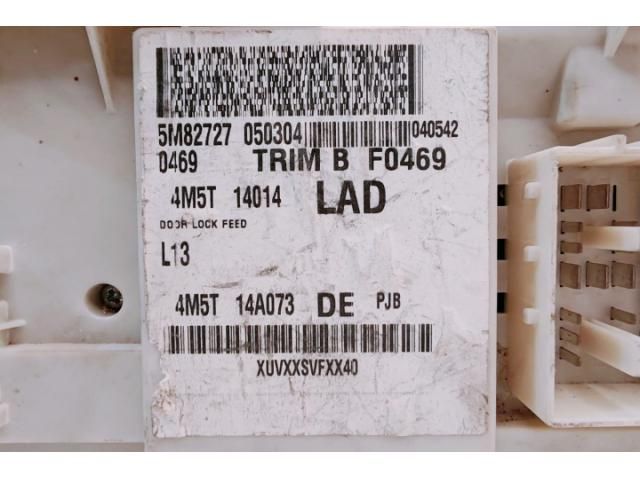 5M82727 050304 040542
0469 TRIM B F0469
4M5T 14014 LAD
DOOR LOCK FEED
L13
4M5T 14A073 DE PJB
XUVXXSVFXX40